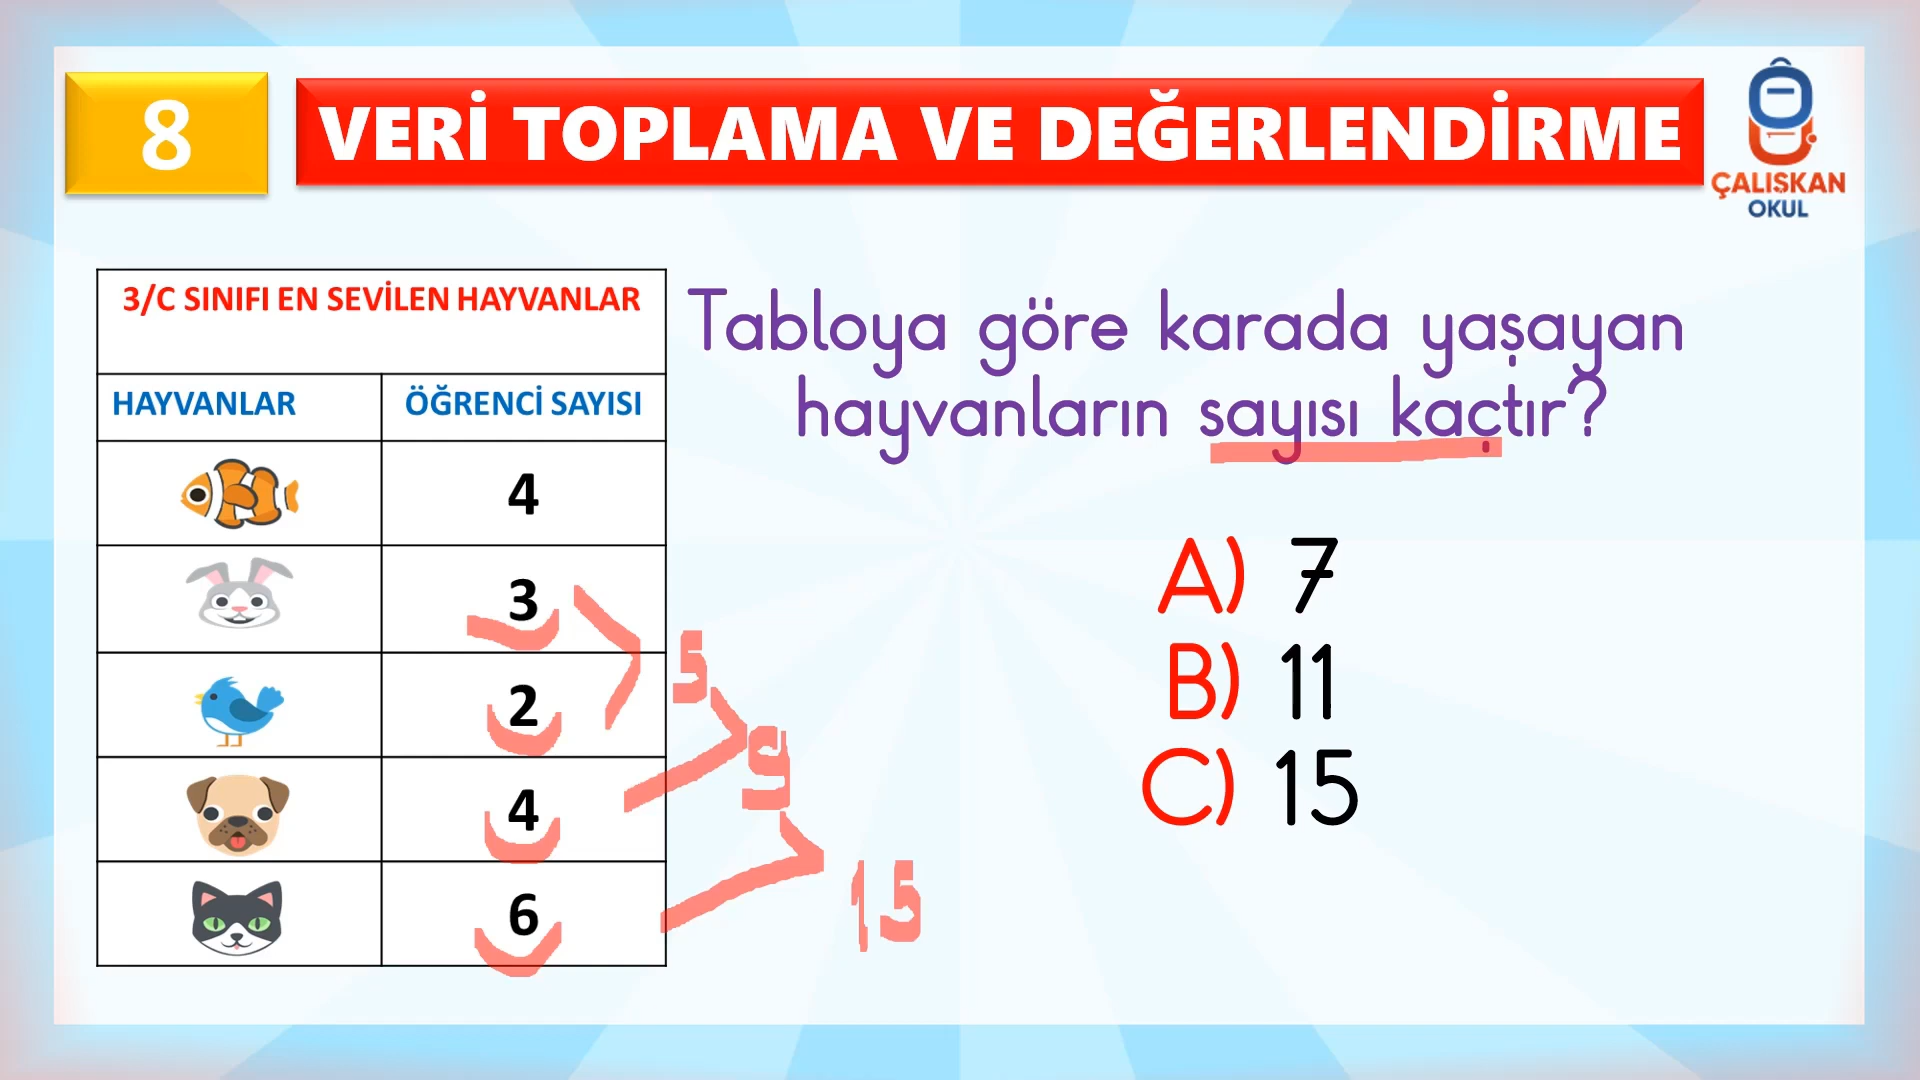 8
VERİ TOPLAMA VE DEĞERLENDİRME
ÇALIŞKAN
OKUL
3/C SINIFI EN SEVİLEN HAYVANLAR
HAYVANLAR ÖĞRENCİ SAYISI
4
3
2
4
6
5
9
15
Tabloya göre karada yaşayan
hayvanların sayısı kaçtır?
A) 7
B) 11
C) 15